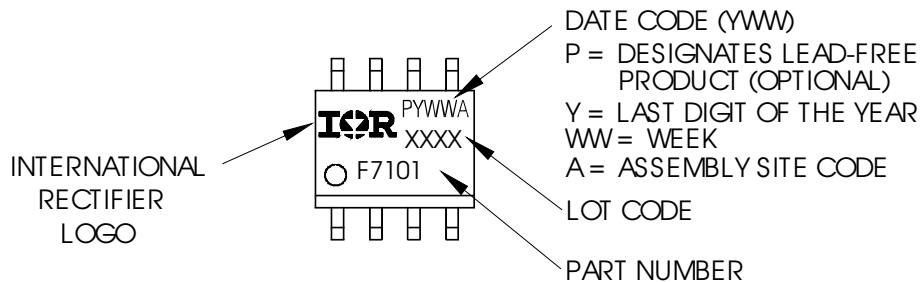 DATE CODE (YWW)
P = DESIGNATES LEAD-FREE
PRODUCT (OPTIONAL)
Y = LAST DIGIT OF THE YEAR
WW = WEEK
A = ASSEMBLY SITE CODE
LOT CODE
PART NUMBER
INTERNATIONAL
RECTIFIER
LOGO
IOR
PYWWA
XXXX
F7101